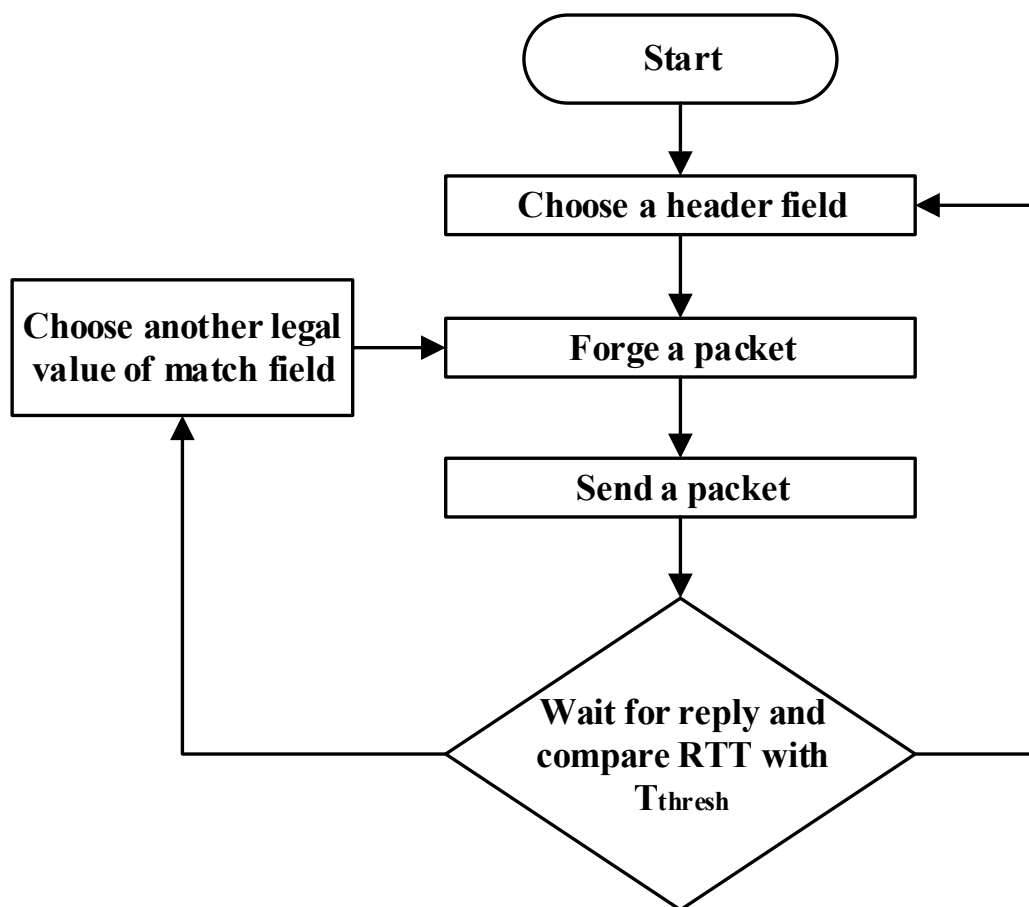 Start
Choose a header field
Choose another legal
value of match field
Forge a packet
Send a packet
Wait for reply and
compare RTT with
Tthresh